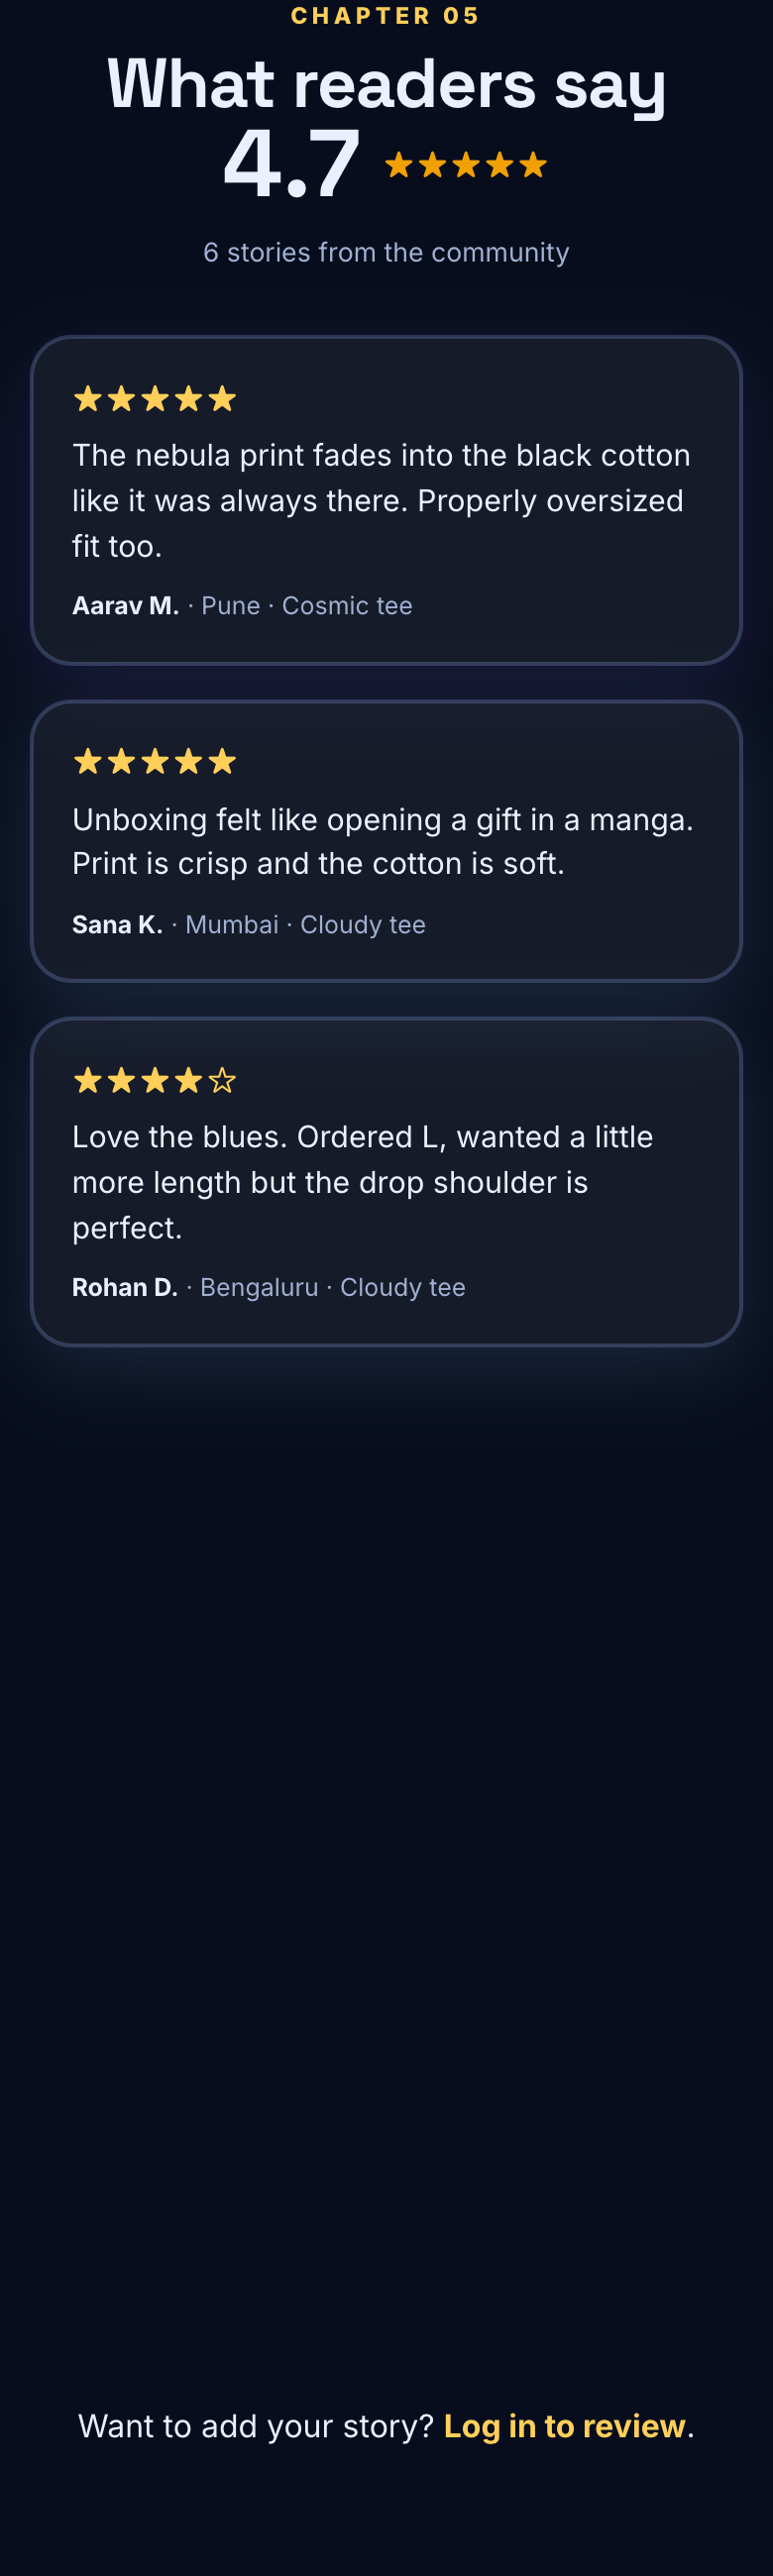 CHAPTER 05
What readers say
4.7 ★★★★★
6 stories from the community
★★★★★
The nebula print fades into the black cotton
like it was always there. Properly oversized
fit too.
Aarav M. · Pune · Cosmic tee
★★★★★
Unboxing felt like opening a gift in a manga.
Print is crisp and the cotton is soft.
Sana K. · Mumbai · Cloudy tee
★★★★☆
Love the blues. Ordered L, wanted a little
more length but the drop shoulder is
perfect.
Rohan D. · Bengaluru · Cloudy tee
Want to add your story? Log in to review.